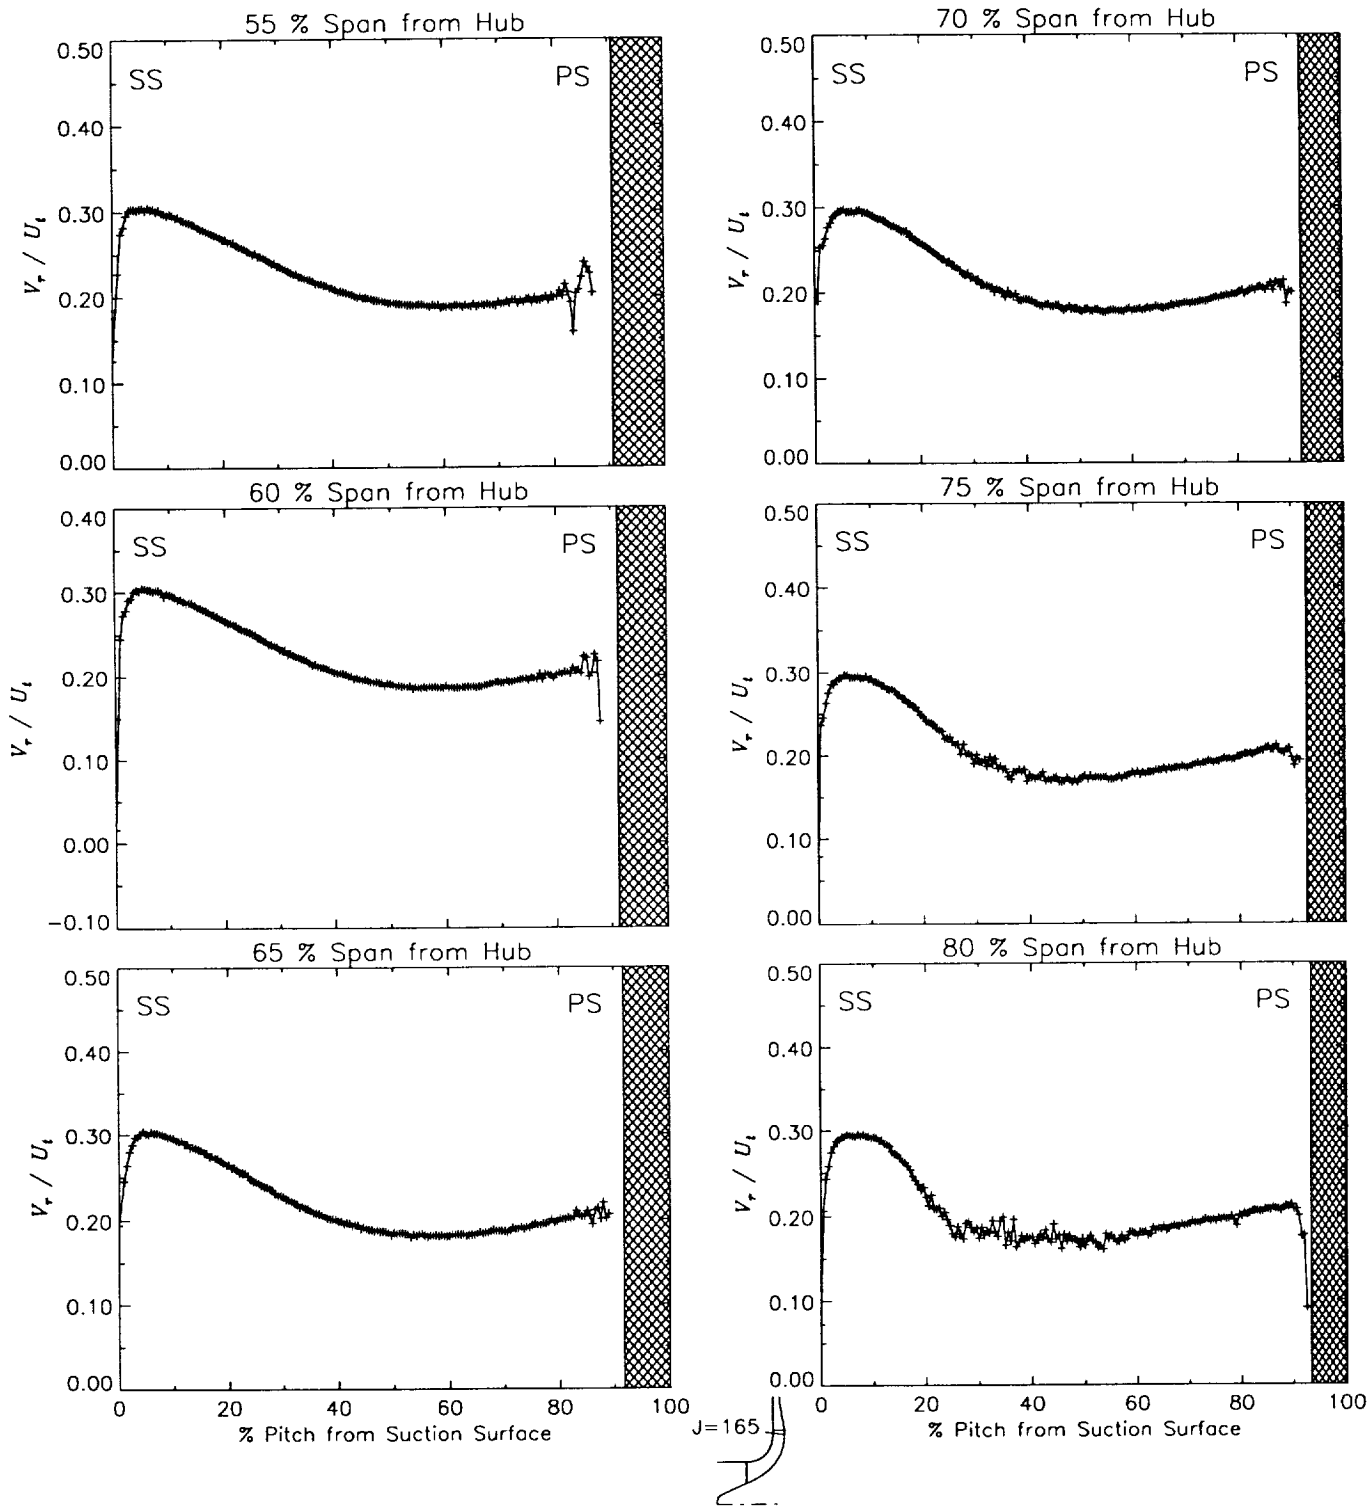 55 % Span from Hub
0.50
SS
PS
0.40
0.30
0.20
0.10
0.00
V_r / U_t
60 % Span from Hub
0.40
SS
PS
0.30
0.20
0.10
0.00
-0.10
V_r / U_t
65 % Span from Hub
0.50
SS
PS
0.40
0.30
0.20
0.10
0.00
V_r / U_t
0 20 40 60 80 100
% Pitch from Suction Surface
70 % Span from Hub
0.50
SS
PS
0.40
0.30
0.20
0.10
0.00
V_r / U_t
75 % Span from Hub
0.50
SS
PS
0.40
0.30
0.20
0.10
0.00
V_r / U_t
80 % Span from Hub
0.50
SS
PS
0.40
0.30
0.20
0.10
0.00
V_r / U_t
0 20 40 60 80 100
% Pitch from Suction Surface
J=165